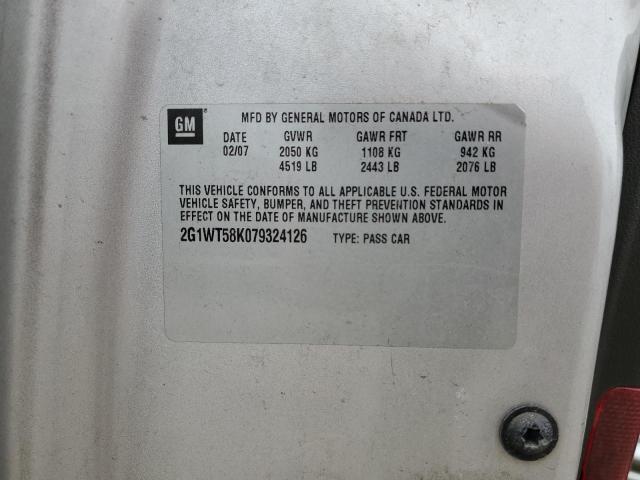 GM
MFD BY GENERAL MOTORS OF CANADA LTD.
DATE GVWR GAWR FRT GAWR RR
02/07 2050 KG 1108 KG 942 KG
4519 LB 2443 LB 2076 LB
THIS VEHICLE CONFORMS TO ALL APPLICABLE U.S. FEDERAL MOTOR
VEHICLE SAFETY, BUMPER, AND THEFT PREVENTION STANDARDS IN
EFFECT ON THE DATE OF MANUFACTURE SHOWN ABOVE.
2G1WT58K079324126 TYPE: PASS CAR